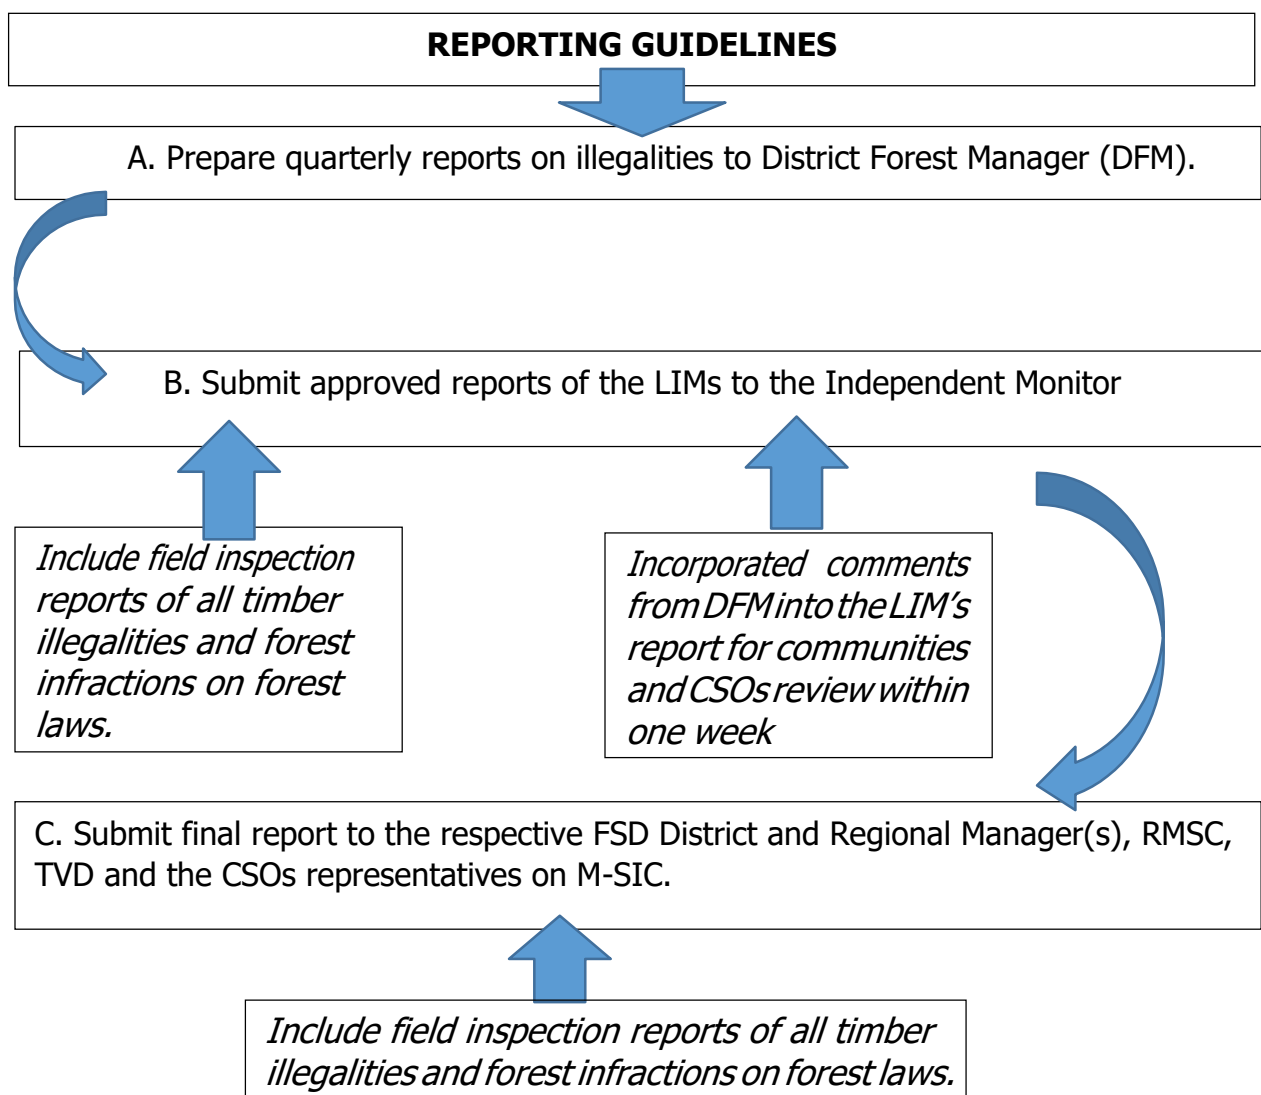 REPORTING GUIDELINES
A. Prepare quarterly reports on illegalities to District Forest Manager (DFM).
B. Submit approved reports of the LIMs to the Independent Monitor
Include field inspection
reports of all timber
illegalities and forest
infractions on forest
laws.
Incorporated comments
from DFM into the LIM’s
report for communities
and CSOs review within
one week
C. Submit final report to the respective FSD District and Regional Manager(s), RMSC,
TVD and the CSOs representatives on M-SIC.
Include field inspection reports of all timber
illegalities and forest infractions on forest laws.